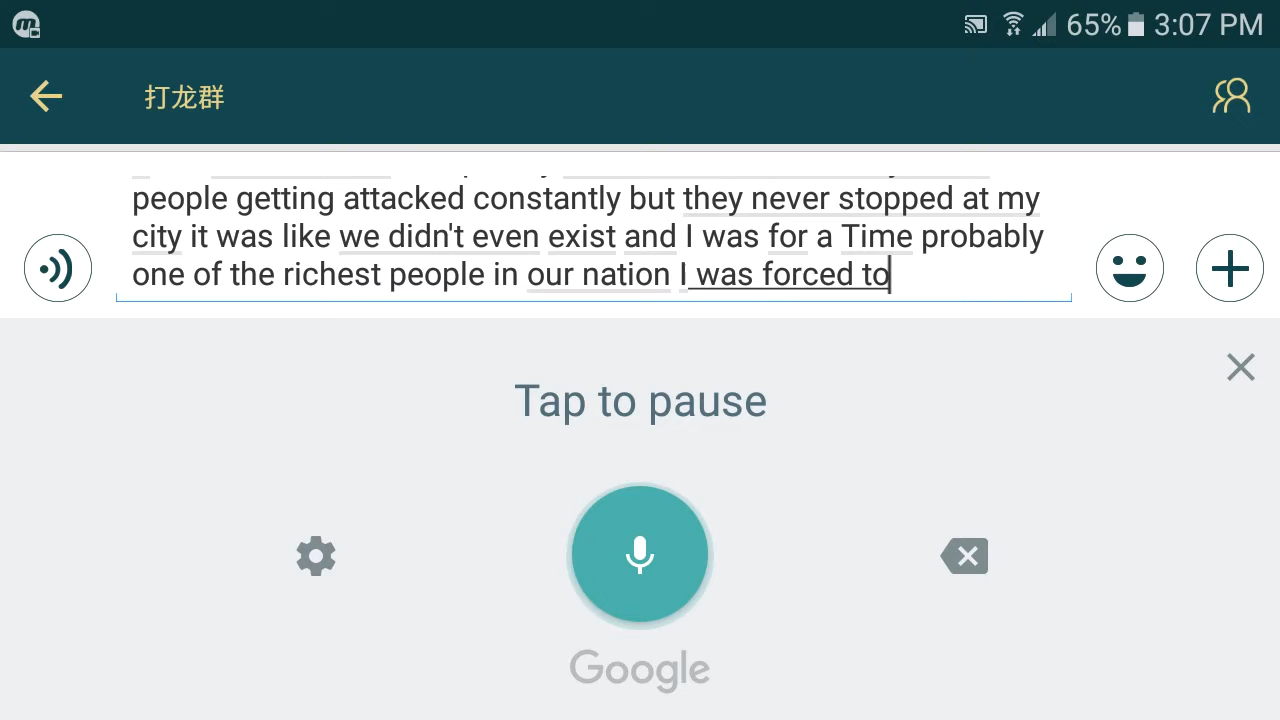 65% 3:07 PM
打龙群
people getting attacked constantly but they never stopped at my
city it was like we didn't even exist and I was for a Time probably
one of the richest people in our nation I was forced to
Tap to pause
Google